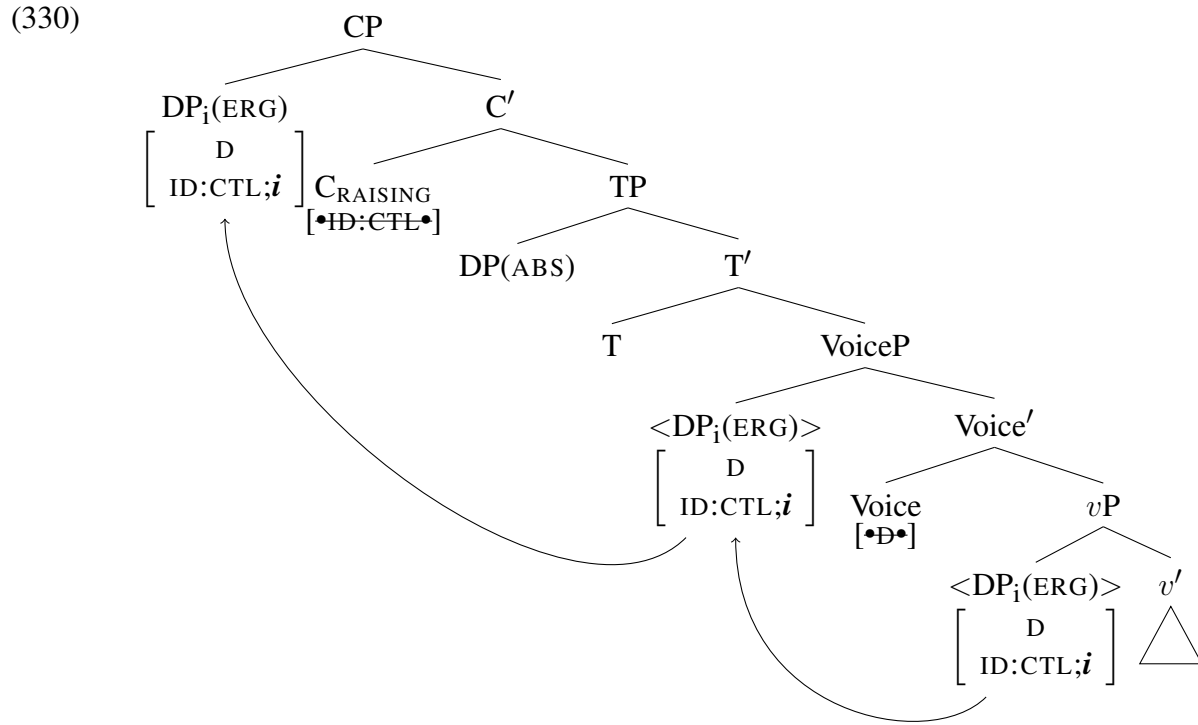 (330)
CP
DPᵢ(ERG)
C′
D
ID:CTL;i
C_RAISING
TP
[•ID:CTL•]
DP(ABS)
T′
T
VoiceP
<DPᵢ(ERG)>
Voice′
D
ID:CTL;i
Voice
vP
[•D•]
<DPᵢ(ERG)>
v′
D
ID:CTL;i